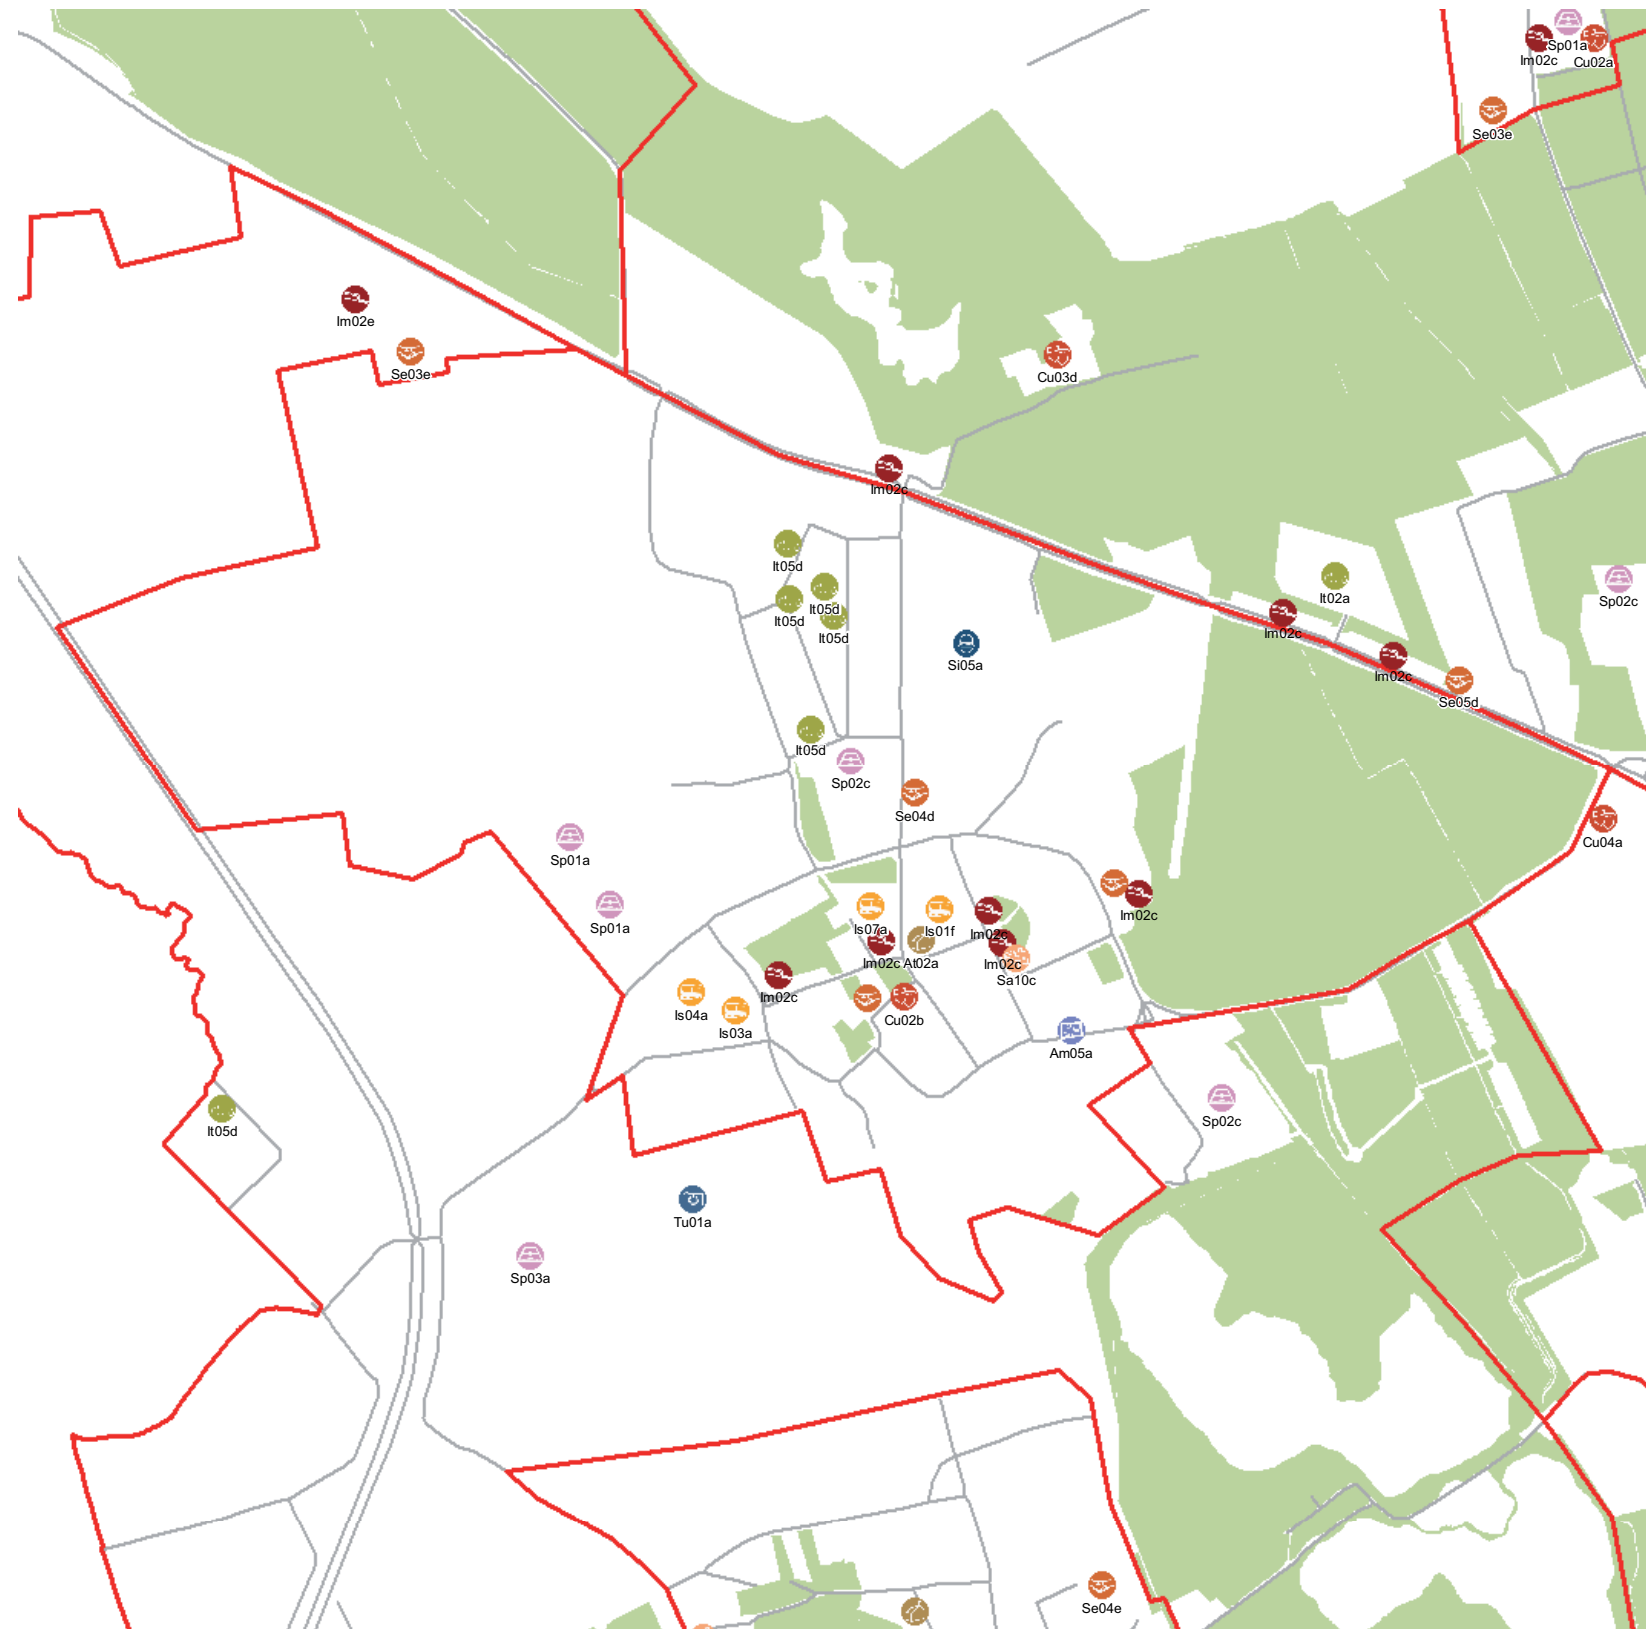 Sp01a
Im02c
Cu02a
Se03e
Im02e
Se03e
Cu03d
Im02c
It05d
It05d
It05d
It05d
It02a
Sp02c
Im02c
Si05a
Im02c
Se05d
It05d
Sp02c
Se04d
Cu04a
Sp01a
Im02c
Sp01a
Is07a
Is01f
Im02c
Im02c
At02a
Im02c
Sa10c
Im02c
Is04a
Is03a
Cu02b
Am05a
Sp02c
It05d
Tu01a
Sp03a
Se04e